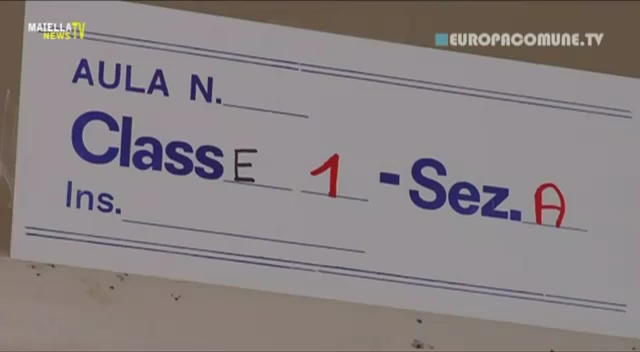 MAIELLA TV
NEWS
EUROPACOMUNE.TV
AULA N.
ClassE 1 - Sez. A
Ins.